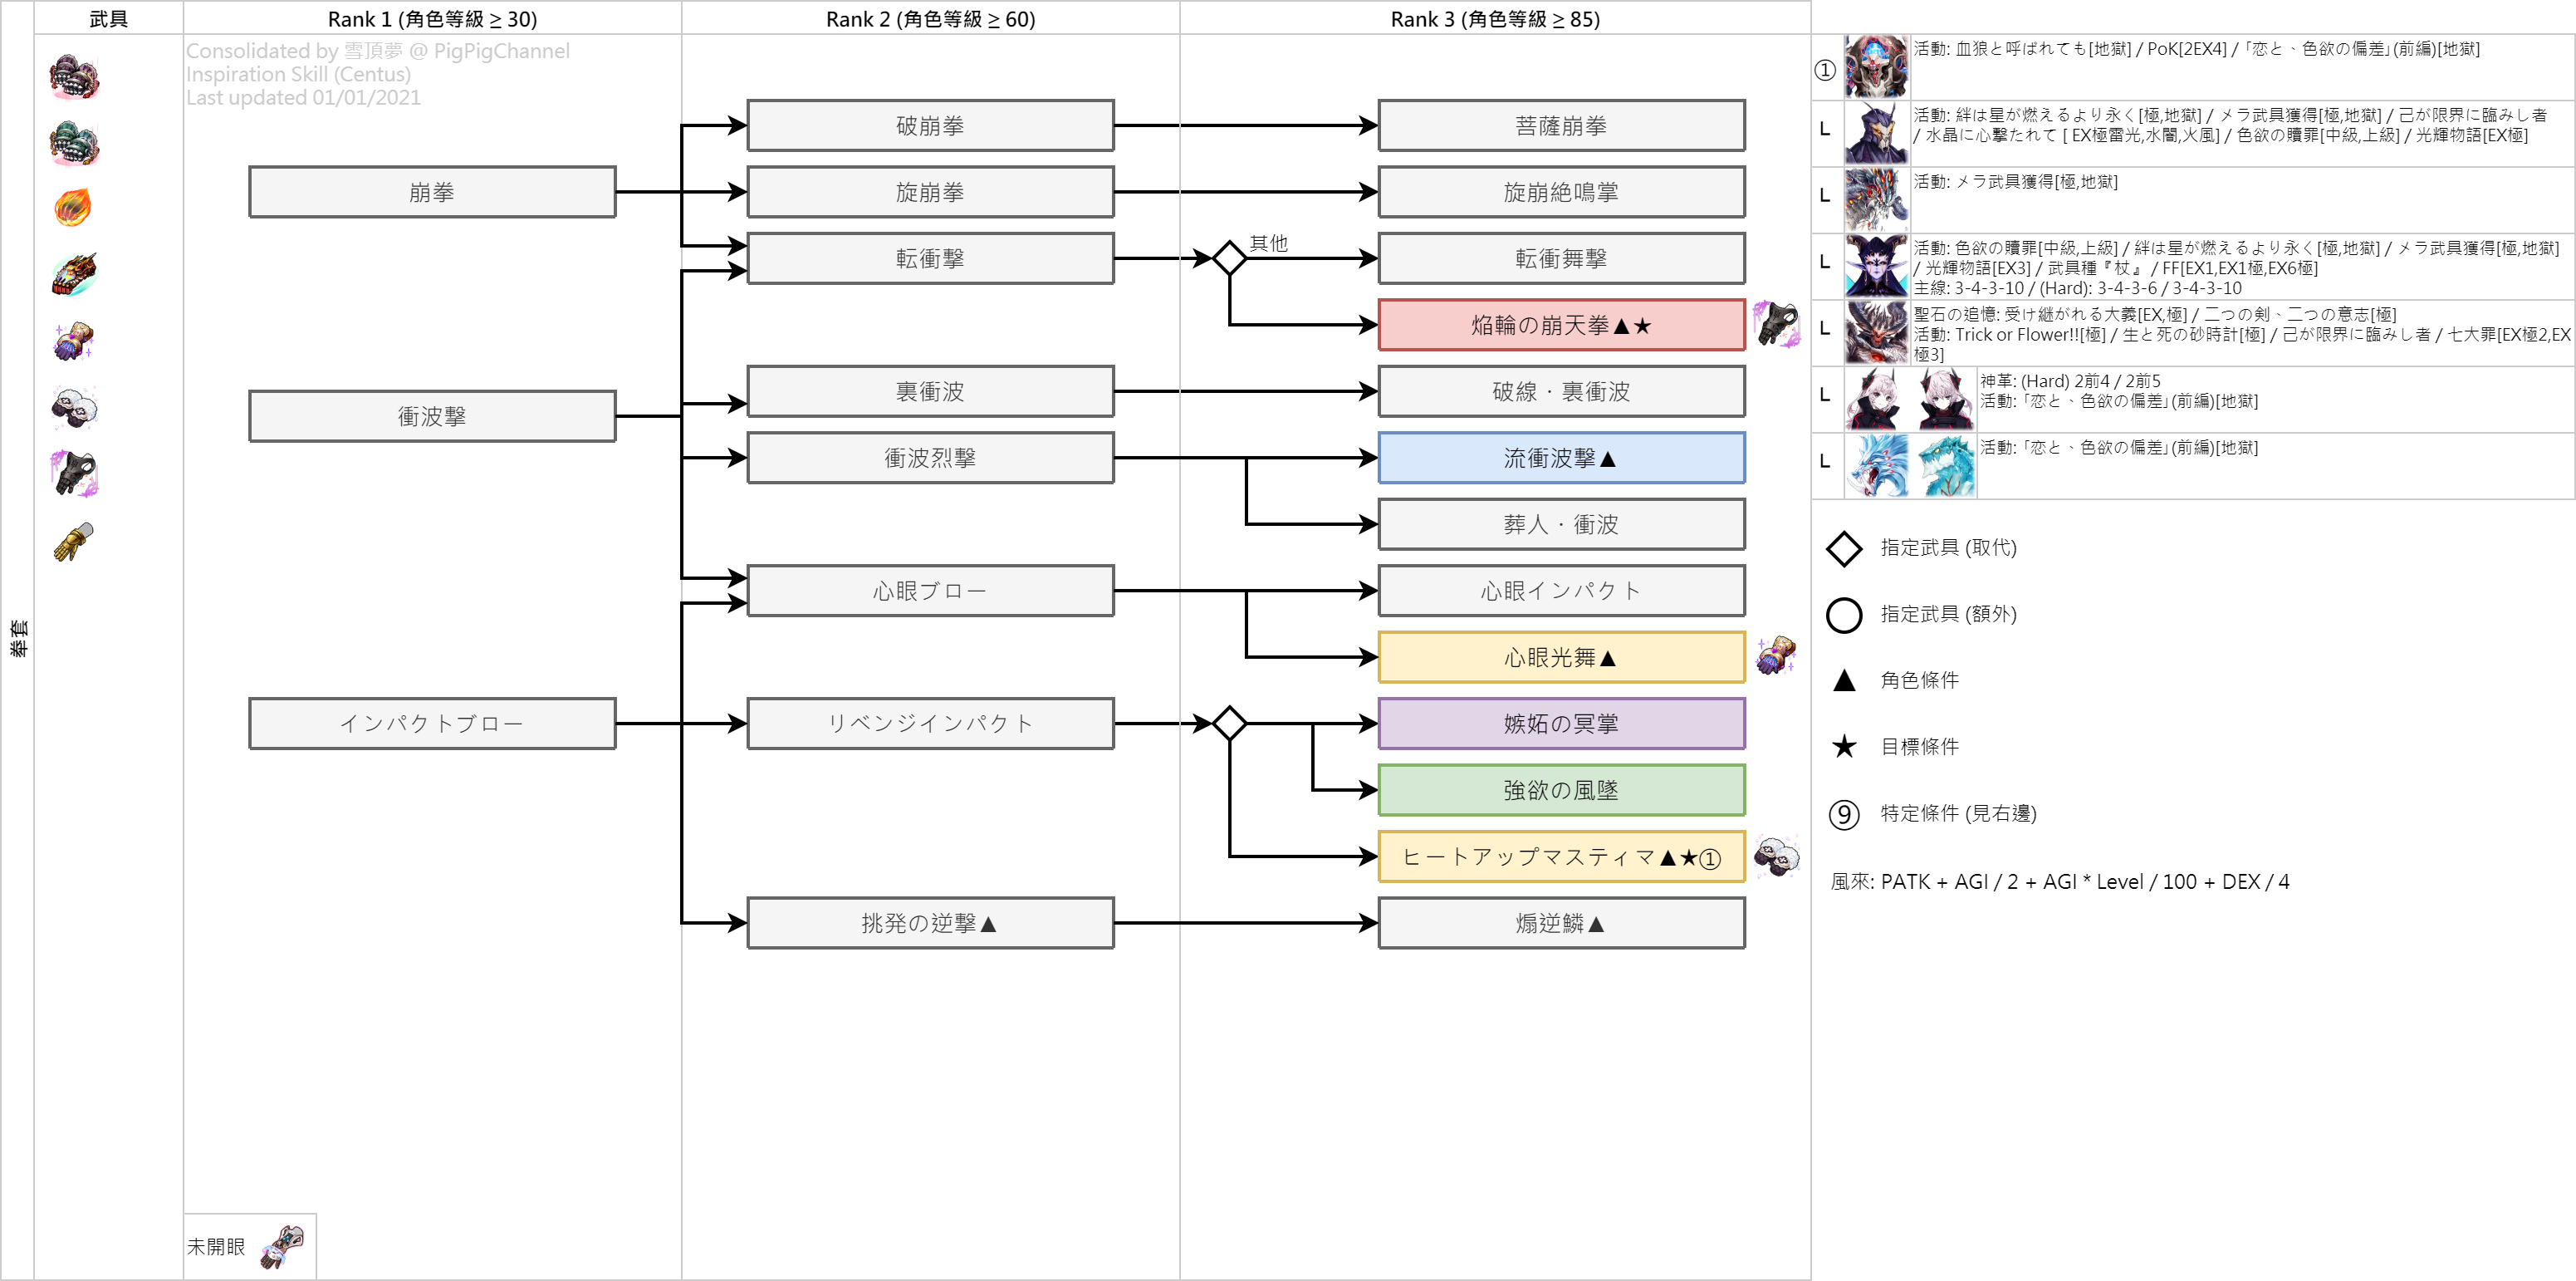 武具
Rank 1 (角色等級 ≥ 30)
Rank 2 (角色等級 ≥ 60)
Rank 3 (角色等級 ≥ 85)
Consolidated by 雪頂夢 @ PigPigChannel
Inspiration Skill (Centus)
Last updated 01/01/2021
拳套
崩拳
衝波撃
インパクトブロー
破崩拳
旋崩拳
転衝撃
裏衝波
衝波烈撃
心眼ブロー
リベンジインパクト
挑発の逆撃▲
其他
菩薩崩拳
旋崩絶鳴掌
転衝舞撃
焔輪の崩天拳▲★
破線・裏衝波
流衝波撃▲
葬人・衝波
心眼インパクト
心眼光舞▲
嫉妬の冥掌
強欲の風墜
ヒートアップマスティマ▲★①
煽逆鱗▲
未開眼
①
活動: 血狼と呼ばれても[地獄] / PoK[2EX4] /「恋と、色欲の偏差」(前編)[地獄]
L
活動: 絆は星が燃えるより永く[極,地獄] / メラ武具獲得[極,地獄] / 己が限界に臨みし者
/ 水晶に心撃たれて [ EX極雷光,水闇,火風] / 色欲の贖罪[中級,上級] / 光輝物語[EX極]
L
活動: メラ武具獲得[極,地獄]
L
活動: 色欲の贖罪[中級,上級] / 絆は星が燃えるより永く[極,地獄] / メラ武具獲得[極,地獄]
/ 光輝物語[EX3] / 武具種『杖』 / FF[EX1,EX1極,EX6極]
主線: 3-4-3-10 / (Hard): 3-4-3-6 / 3-4-3-10
L
聖石の追憶: 受け継がれる大義[EX,極] / 二つの剣、二つの意志[極]
活動: Trick or Flower!![極] / 生と死の砂時計[極] / 己が限界に臨みし者 / 七大罪[EX極2,EX
極3]
L
神革: (Hard) 2前4 / 2前5
活動:「恋と、色欲の偏差」(前編)[地獄]
L
活動:「恋と、色欲の偏差」(前編)[地獄]
指定武具 (取代)
指定武具 (額外)
▲ 角色條件
★ 目標條件
⑨ 特定條件 (見右邊)
風來: PATK + AGI / 2 + AGI * Level / 100 + DEX / 4